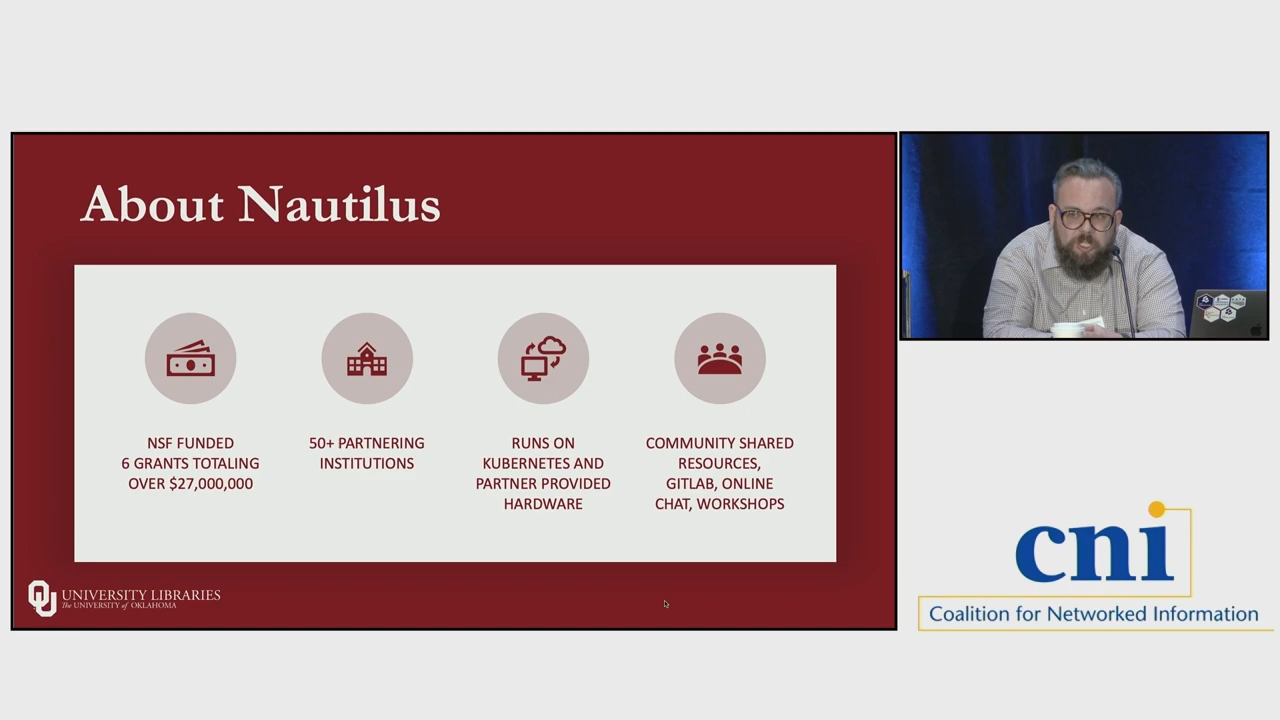 About Nautilus
NSF FUNDED
6 GRANTS TOTALING
OVER $27,000,000
50+ PARTNERING
INSTITUTIONS
RUNS ON
KUBERNETES AND
PARTNER PROVIDED
HARDWARE
COMMUNITY SHARED
RESOURCES,
GITLAB, ONLINE
CHAT, WORKSHOPS
OU
UNIVERSITY LIBRARIES
The UNIVERSITY of OKLAHOMA
cni
Coalition for Networked Information